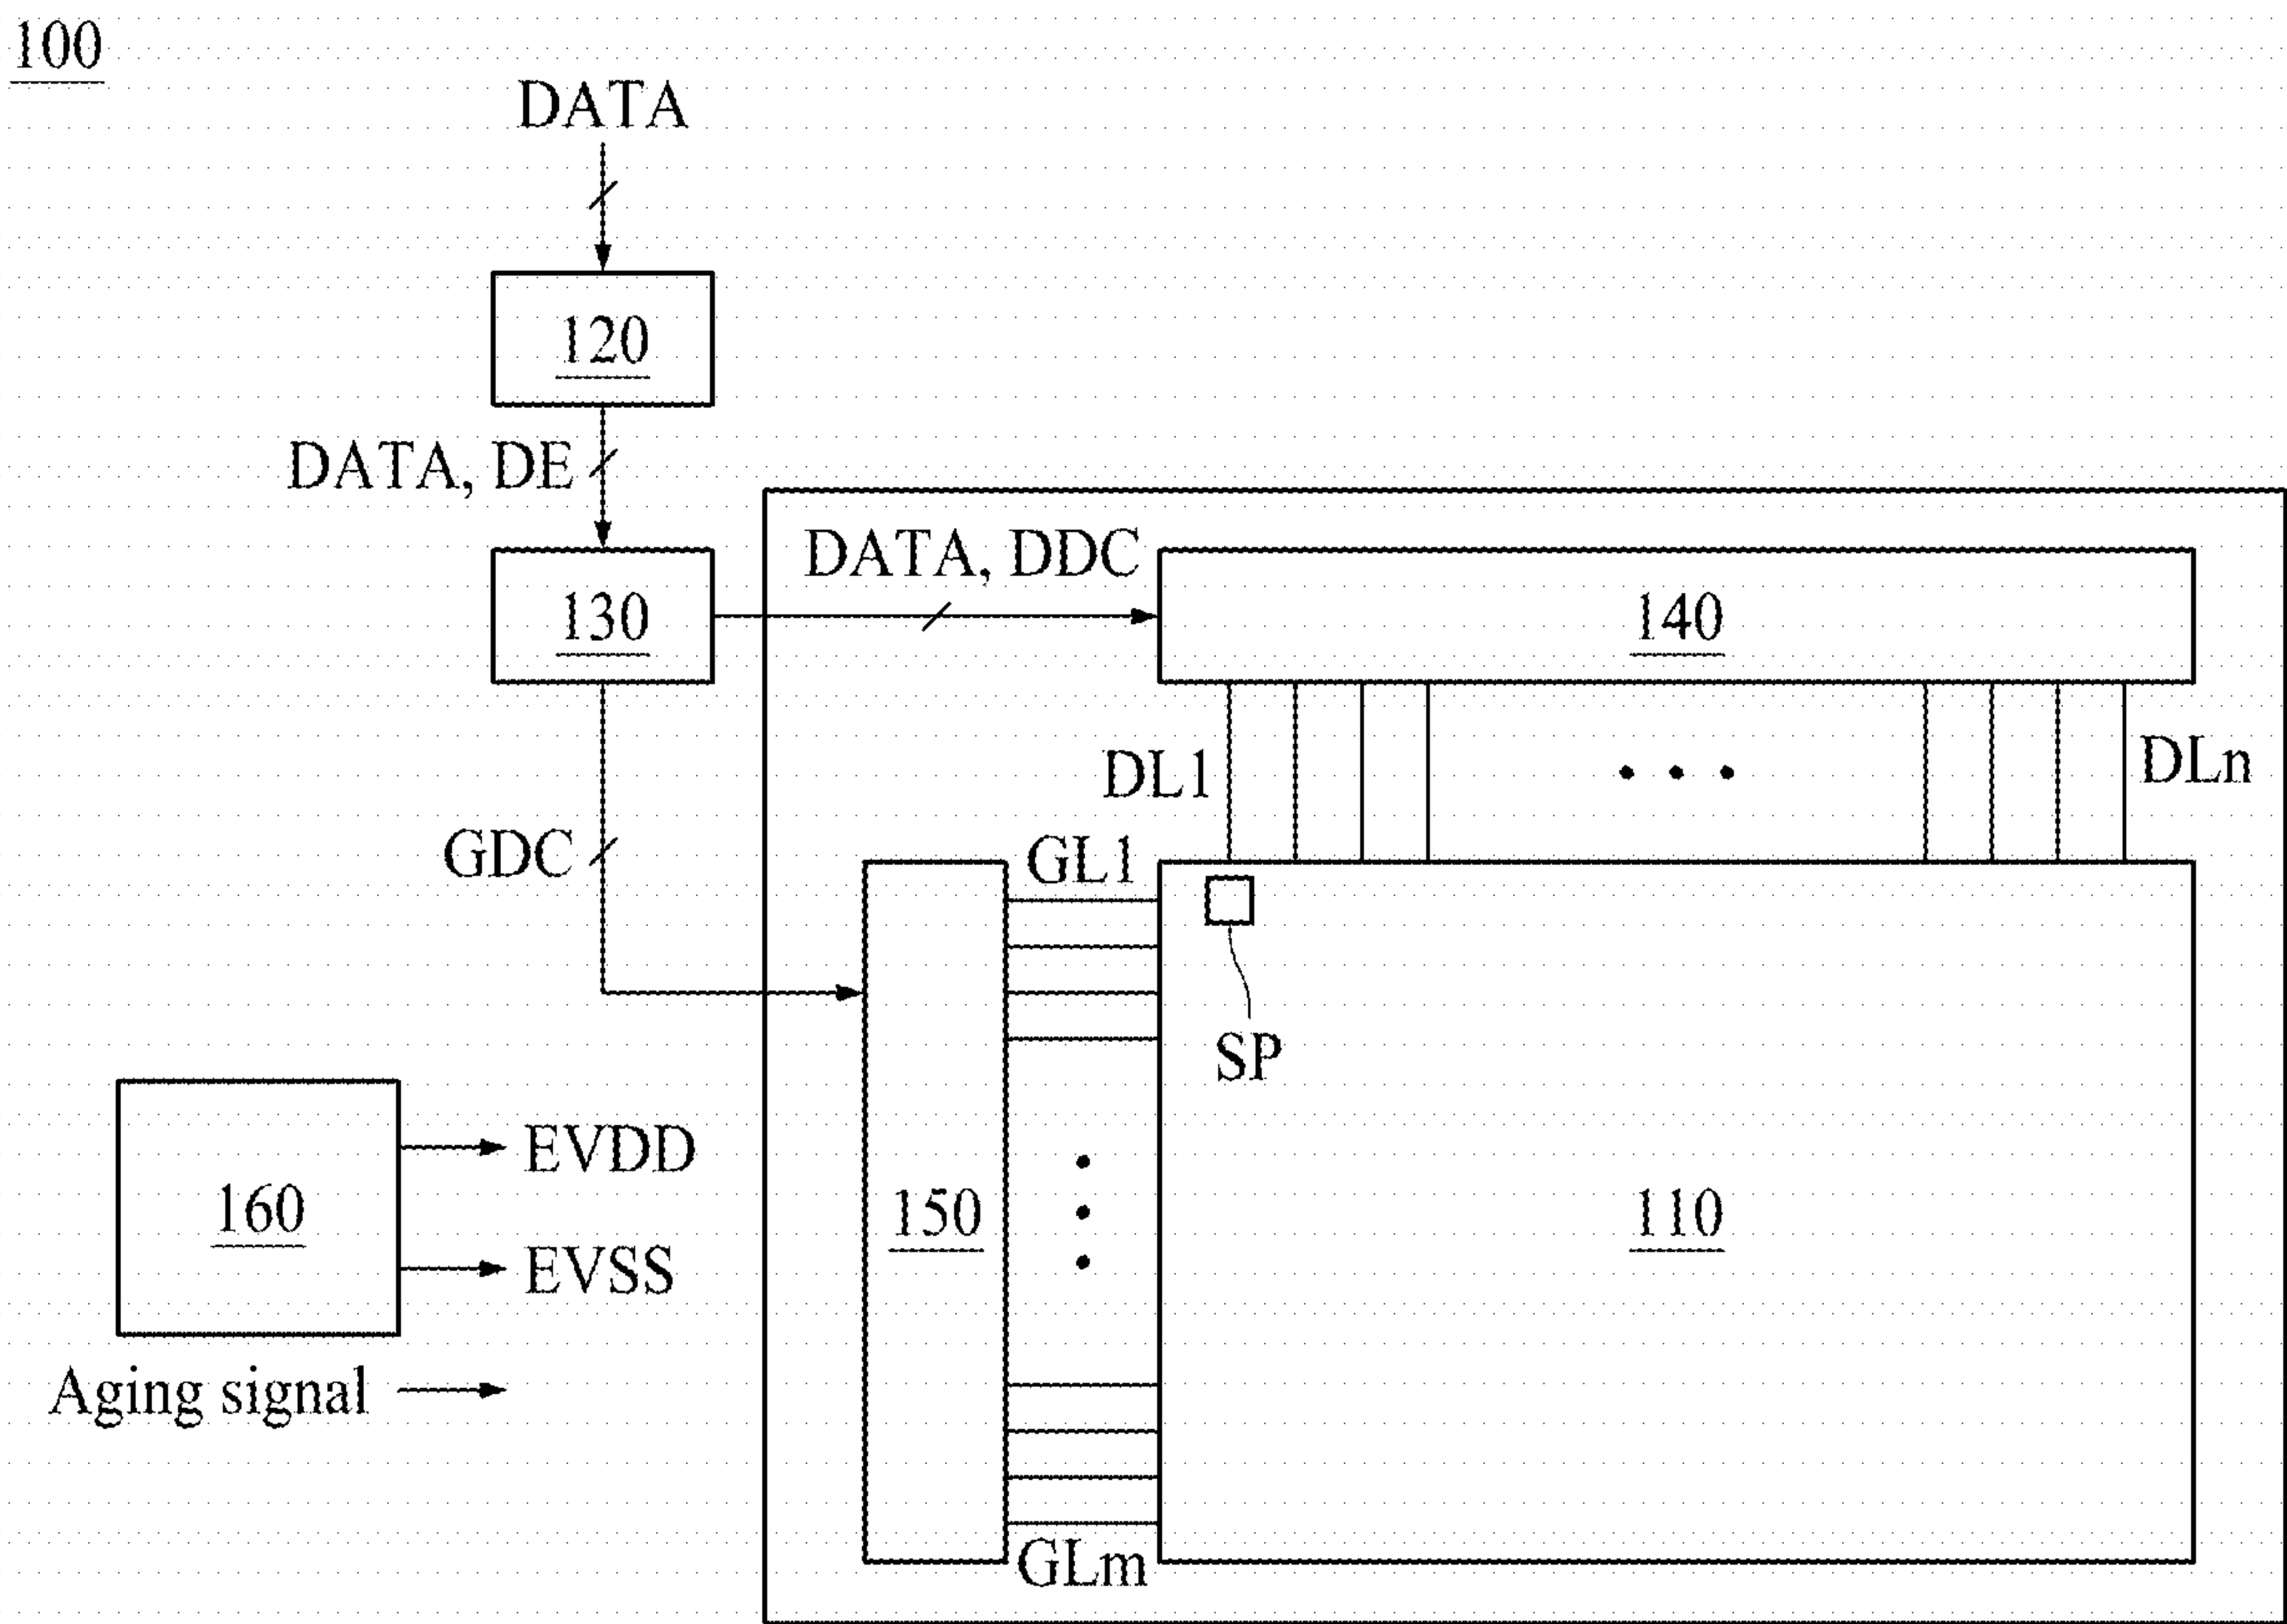 100
DATA
120
DATA, DE
DATA, DDC
130
140
DL1
DLn
GDC
GL1
SP
EVDD
160
150
110
EVSS
Aging signal
GLm